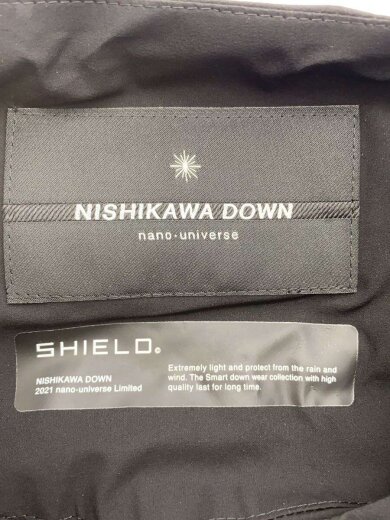 NISHIKAWA DOWN
nano·universe
SHIELD.
NISHIKAWA DOWN
2021 nano·universe Limited
Extremely light and protect from the rain and
wind. The Smart down wear collection with high
quality last for long time.